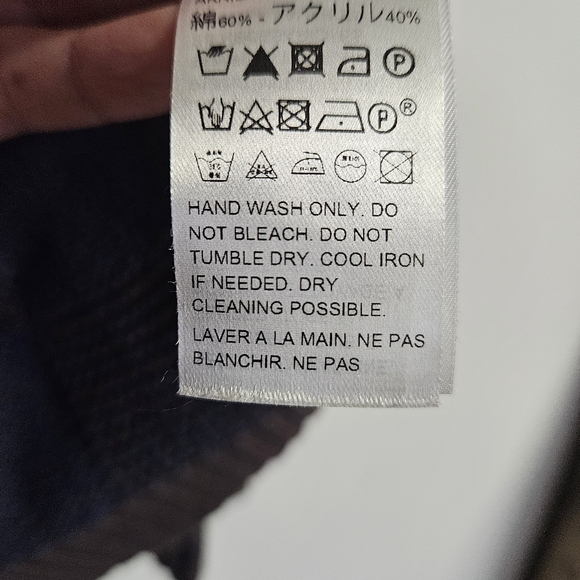 綿60% - アクリル40%
P
P®
HAND WASH ONLY. DO
NOT BLEACH. DO NOT
TUMBLE DRY. COOL IRON
IF NEEDED. DRY
CLEANING POSSIBLE.
LAVER A LA MAIN. NE PAS
BLANCHIR. NE PAS